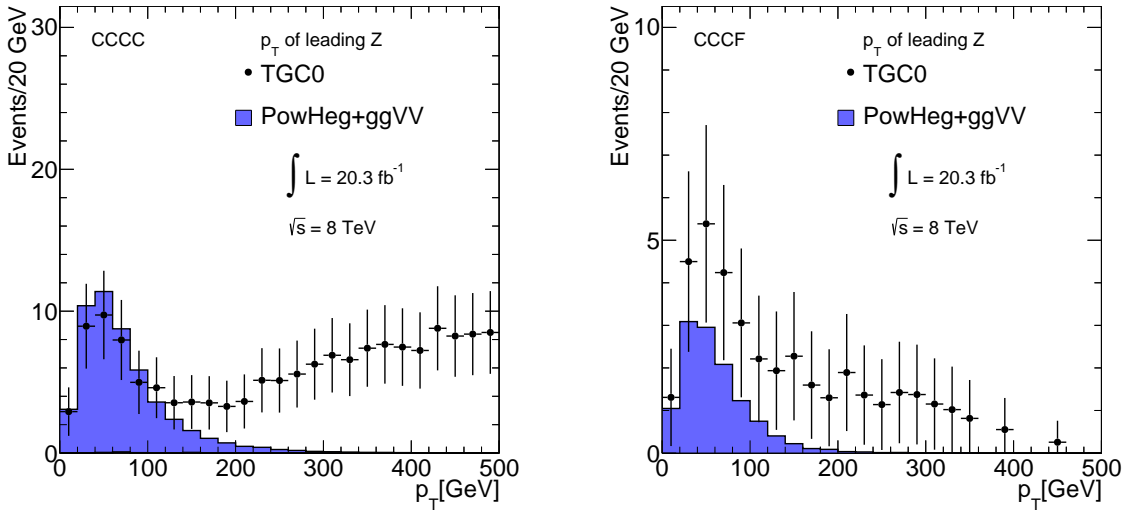 Events/20 GeV
30
20
10
0
CCCC
p_T of leading Z
TGC0
PowHeg+ggVV
∫ L = 20.3 fb⁻¹
√s = 8 TeV
0 100 200 300 400 500
p_T[GeV]
Events/20 GeV
10
5
0
CCCF
p_T of leading Z
TGC0
PowHeg+ggVV
∫ L = 20.3 fb⁻¹
√s = 8 TeV
0 100 200 300 400 500
p_T[GeV]